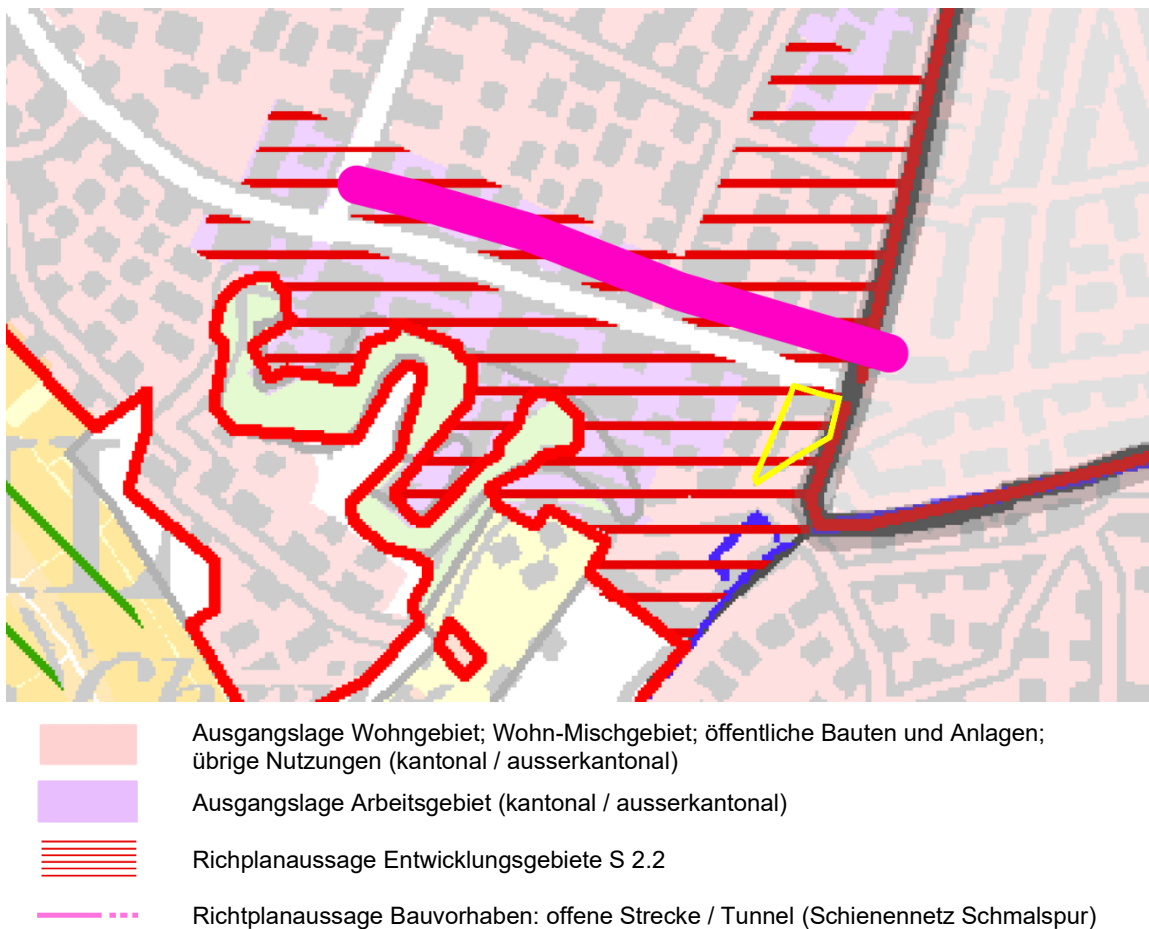 Ausgangslage Wohngebiet; Wohn-Mischgebiet; öffentliche Bauten und Anlagen;
übrige Nutzungen (kantonal / ausserkantonal)
Ausgangslage Arbeitsgebiet (kantonal / ausserkantonal)
Richplanaussage Entwicklungsgebiete S 2.2
Richtplanaussage Bauvorhaben: offene Strecke / Tunnel (Schienennetz Schmalspur)